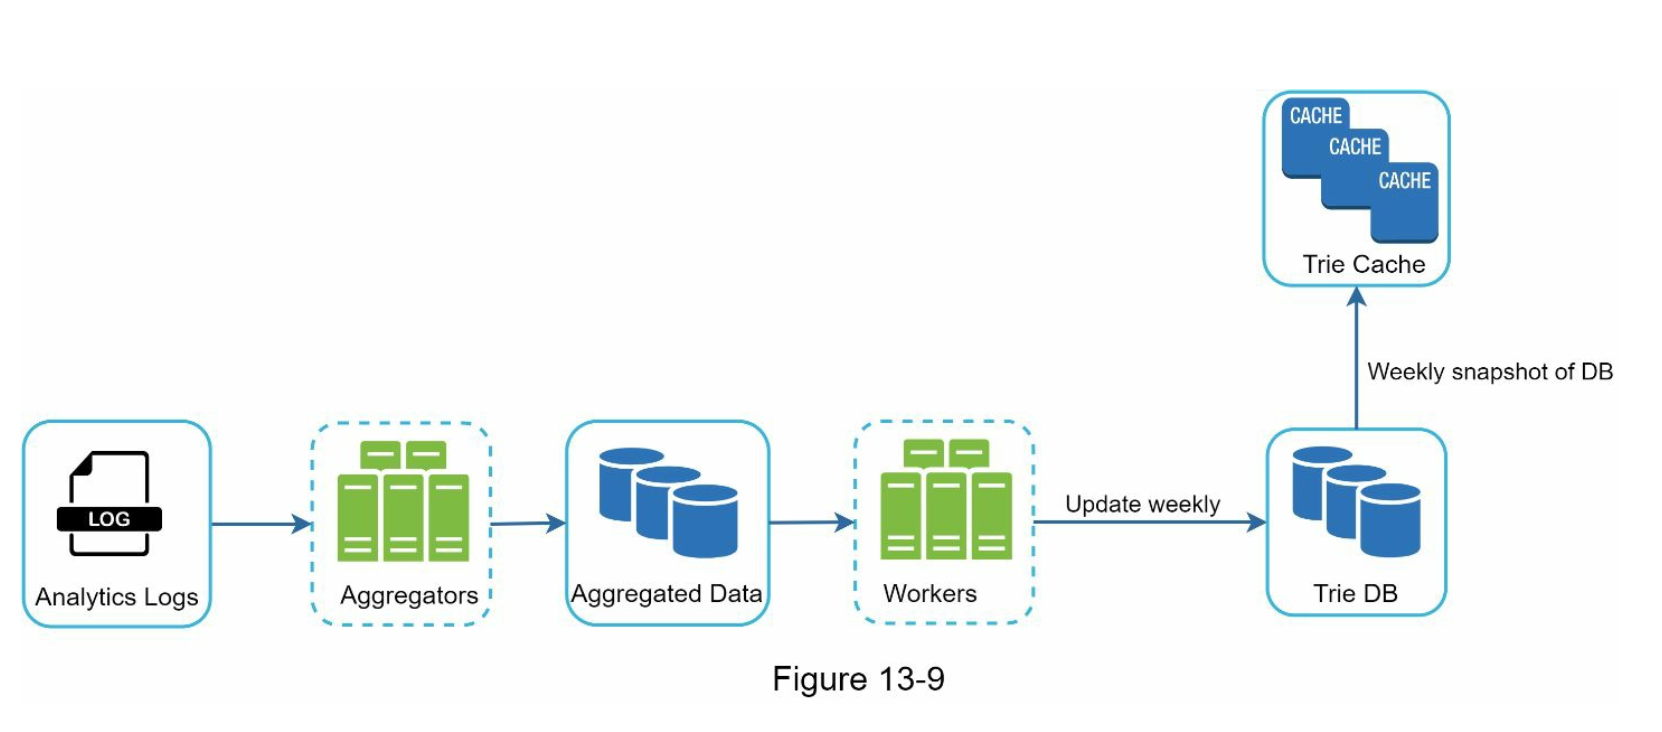 CACHE
CACHE
CACHE
Trie Cache
Weekly snapshot of DB
LOG
Analytics Logs
Aggregators
Aggregated Data
Workers
Update weekly
Trie DB
Figure 13-9